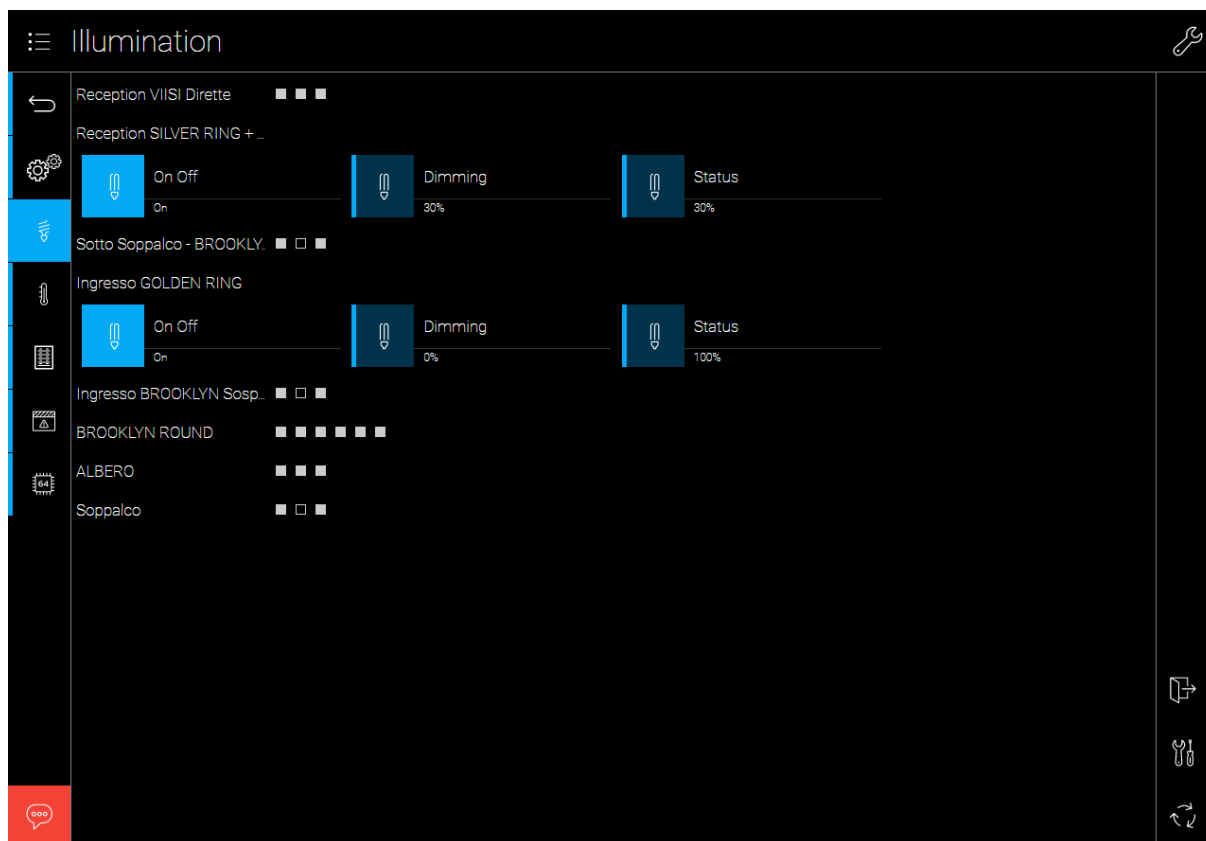 Illumination
Reception VIISI Dirette
Reception SILVER RING + ...
On Off
On
Dimming
30%
Status
30%
Sotto Soppalco - BROOKLY...
Ingresso GOLDEN RING
On Off
On
Dimming
0%
Status
100%
Ingresso BROOKLYN Sosp...
BROOKLYN ROUND
64
ALBERO
Soppalco